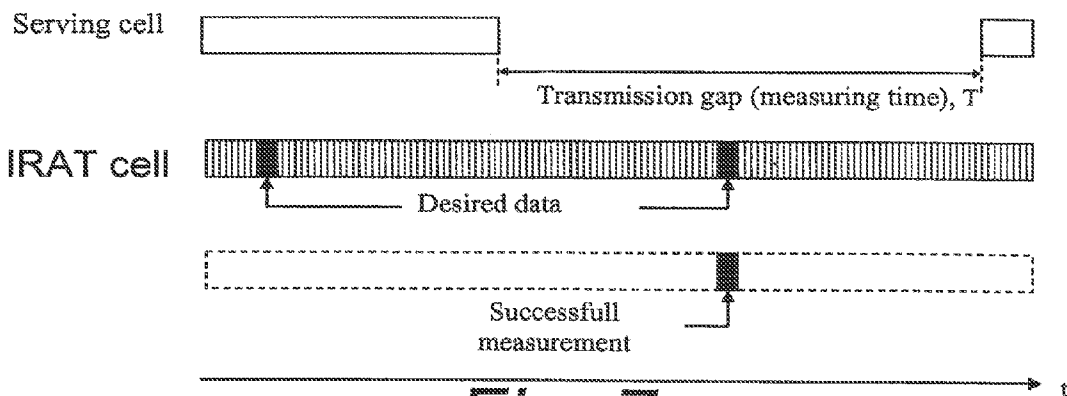 Serving cell
Transmission gap (measuring time), T
IRAT cell
Desired data
Successfull
measurement
t